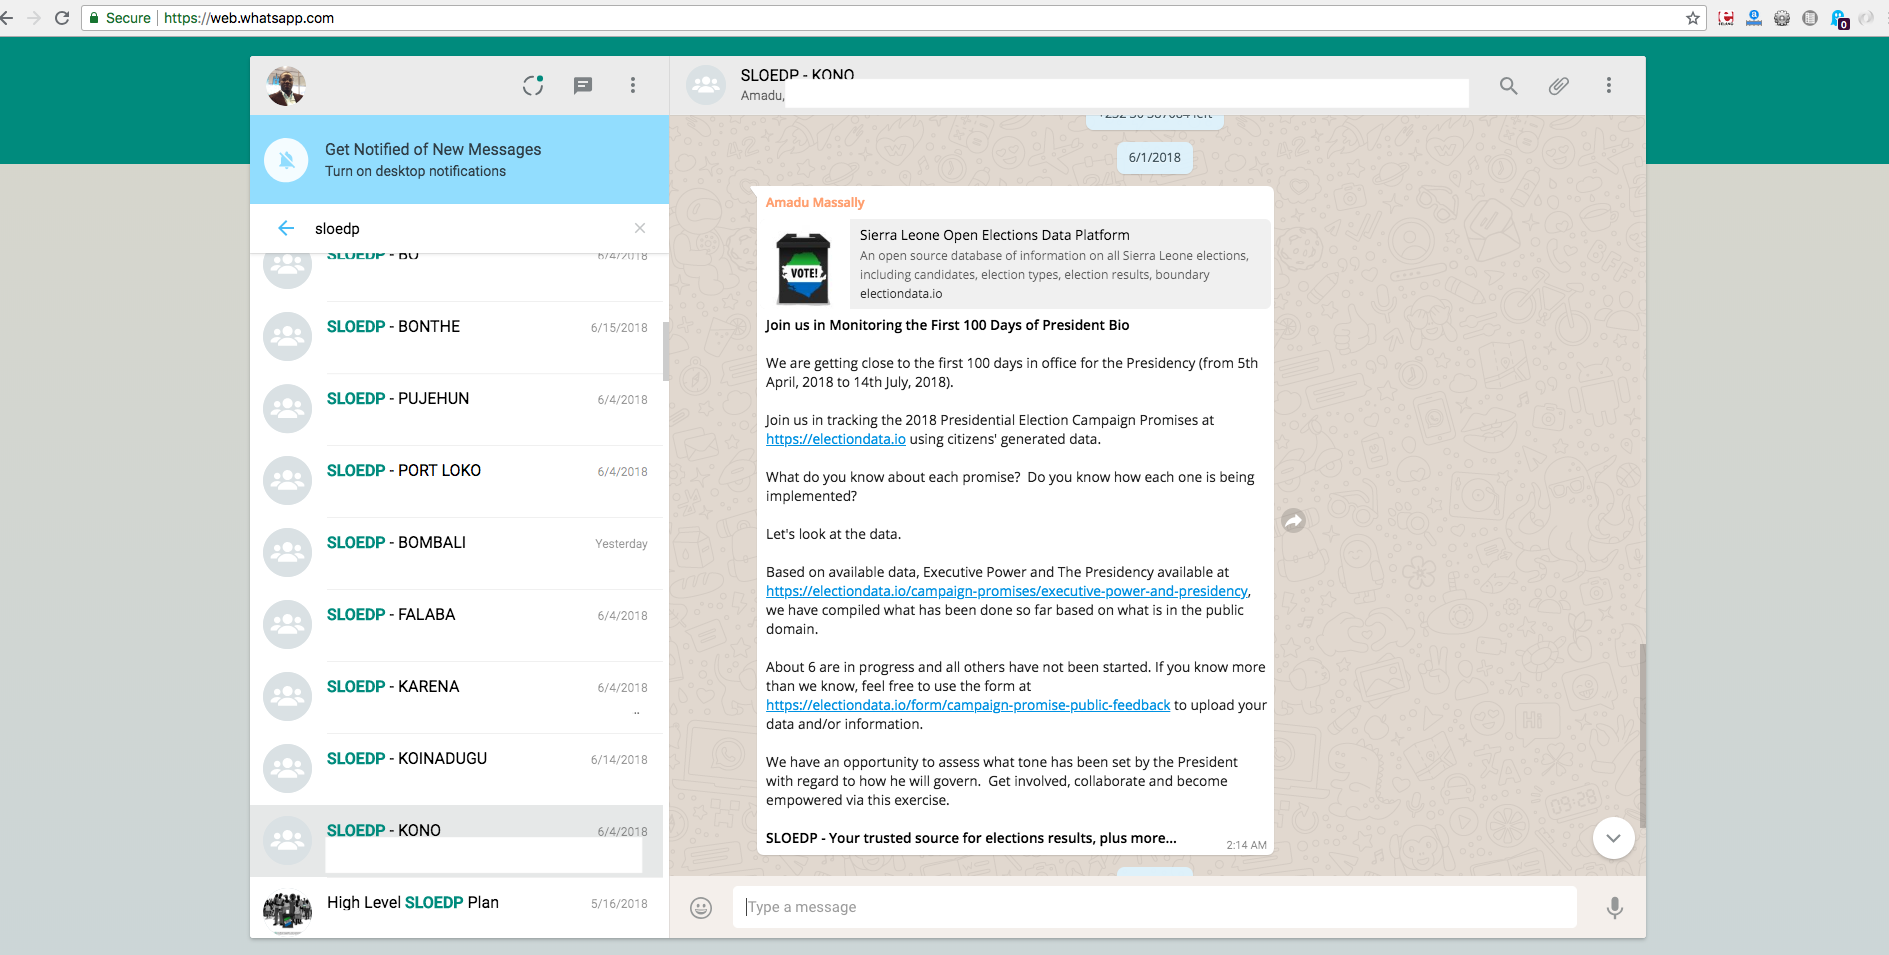 Secure
https://web.whatsapp.com
0
SLOEDP - KONO
Amadu,
Get Notified of New Messages
Turn on desktop notifications
sloedp
SLOEDP - BO
6/4/2018
SLOEDP - BONTHE
6/15/2018
SLOEDP - PUJEHUN
6/4/2018
SLOEDP - PORT LOKO
6/4/2018
SLOEDP - BOMBALI
Yesterday
SLOEDP - FALABA
6/4/2018
SLOEDP - KARENA
6/4/2018
SLOEDP - KOINADUGU
6/14/2018
SLOEDP - KONO
6/4/2018
High Level SLOEDP Plan
5/16/2018
left
6/1/2018
Amadu Massally
VOTE!
Sierra Leone Open Elections Data Platform
An open source database of information on all Sierra Leone elections,
including candidates, election types, election results, boundary
electiondata.io
Join us in Monitoring the First 100 Days of President Bio
We are getting close to the first 100 days in office for the Presidency (from 5th
April, 2018 to 14th July, 2018).
Join us in tracking the 2018 Presidential Election Campaign Promises at
https://electiondata.io using citizens' generated data.
What do you know about each promise?  Do you know how each one is being
implemented?
Let's look at the data.
Based on available data, Executive Power and The Presidency available at
https://electiondata.io/campaign-promises/executive-power-and-presidency,
we have compiled what has been done so far based on what is in the public
domain.
About 6 are in progress and all others have not been started. If you know more
than we know, feel free to use the form at
https://electiondata.io/form/campaign-promise-public-feedback to upload your
data and/or information.
We have an opportunity to assess what tone has been set by the President
with regard to how he will govern.  Get involved, collaborate and become
empowered via this exercise.
SLOEDP - Your trusted source for elections results, plus more...
2:14 AM
Type a message